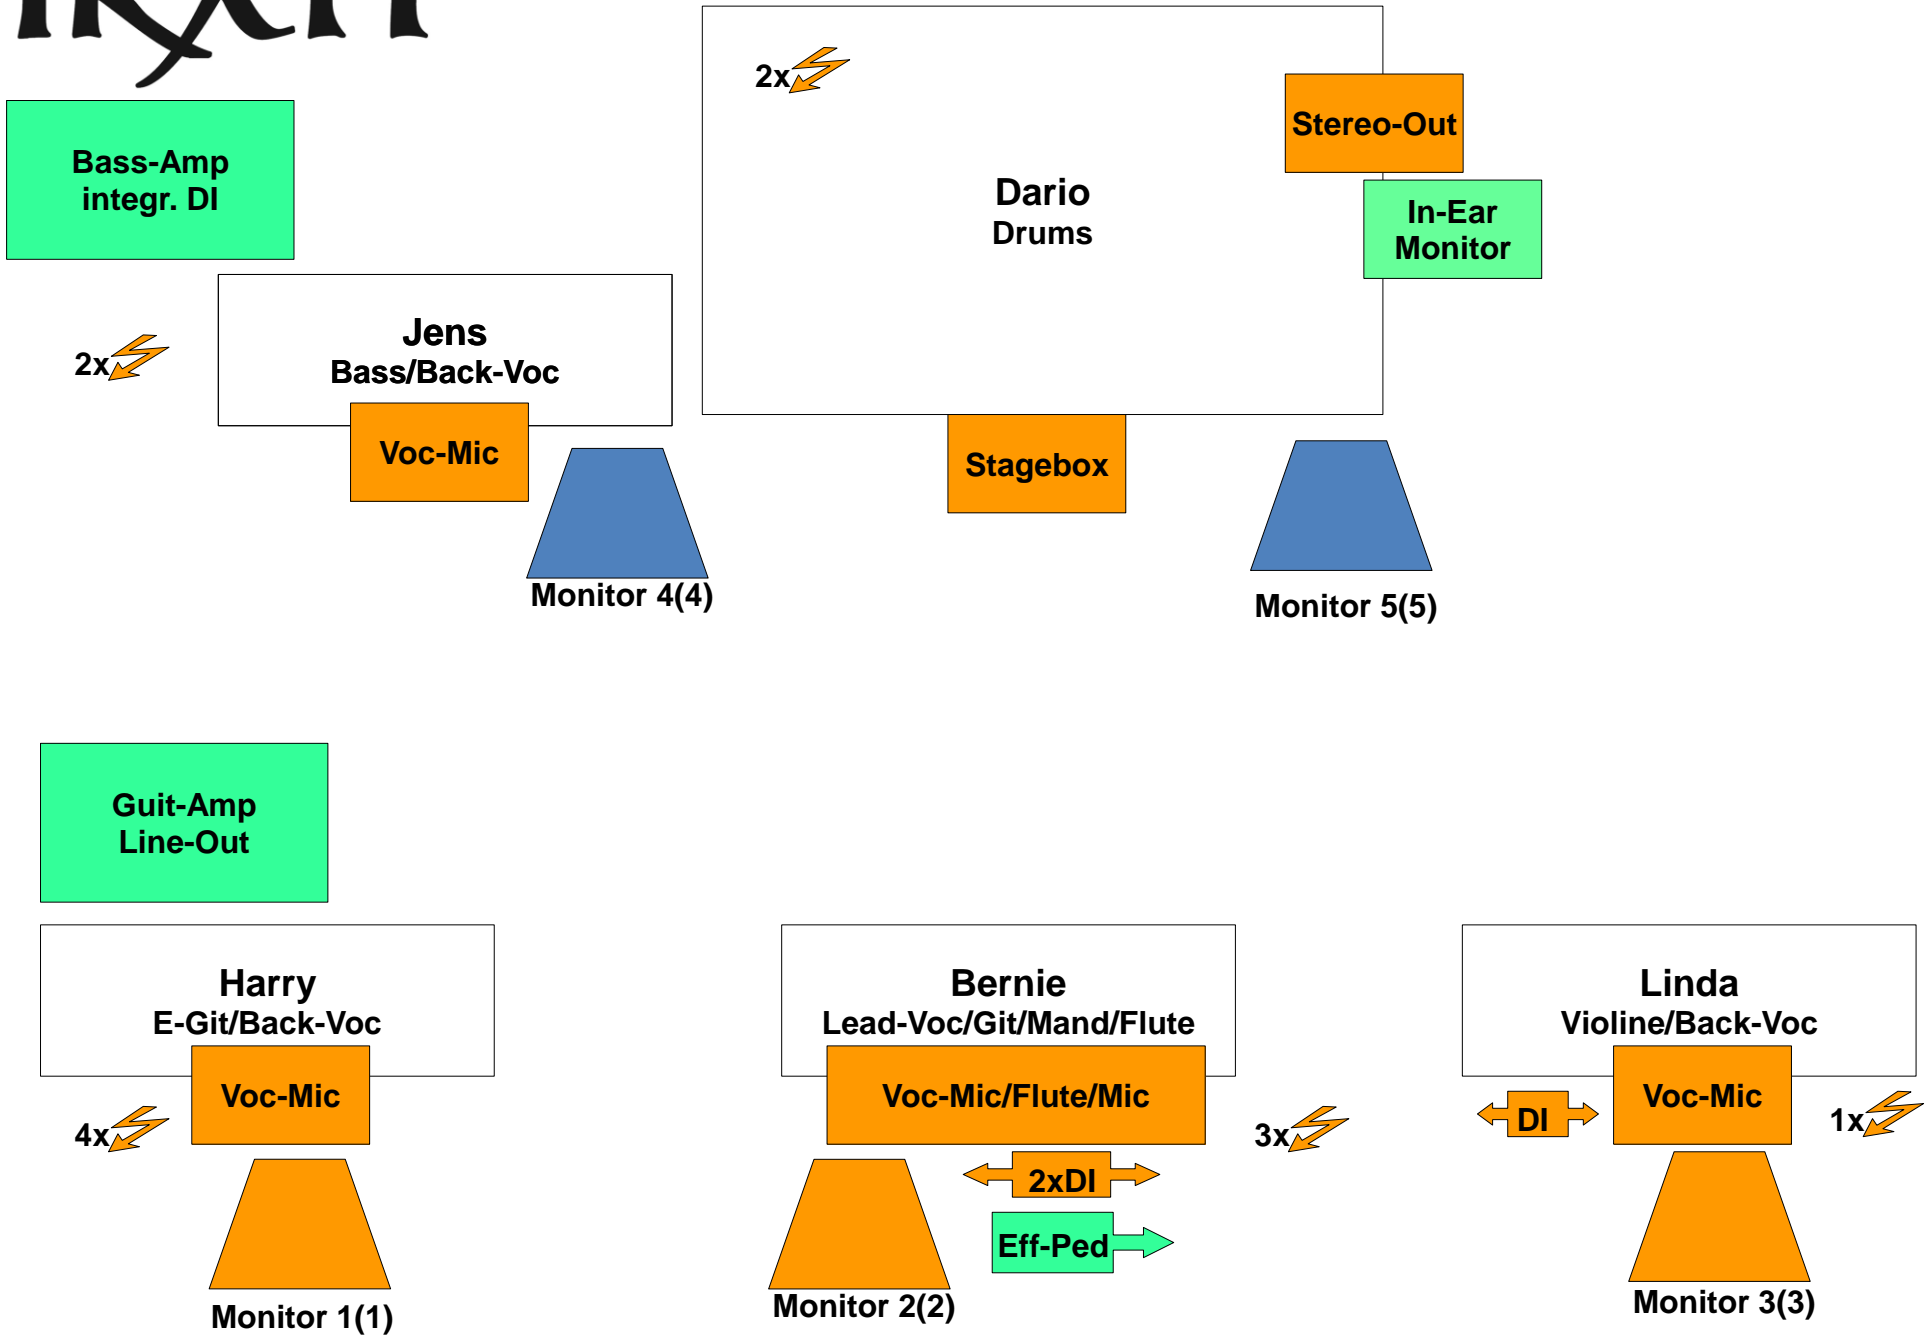 2x
Stereo-Out
Bass-Amp
integr. DI
Dario
Drums
In-Ear
Monitor
Jens
Bass/Back-Voc
2x
Voc-Mic
Stagebox
Monitor 4(4)
Monitor 5(5)
Guit-Amp
Line-Out
Harry
E-Git/Back-Voc
Voc-Mic
4x
Monitor 1(1)
Bernie
Lead-Voc/Git/Mand/Flute
Voc-Mic/Flute/Mic
3x
2xDI
Eff-Ped
Monitor 2(2)
Linda
Violine/Back-Voc
DI
Voc-Mic
1x
Monitor 3(3)